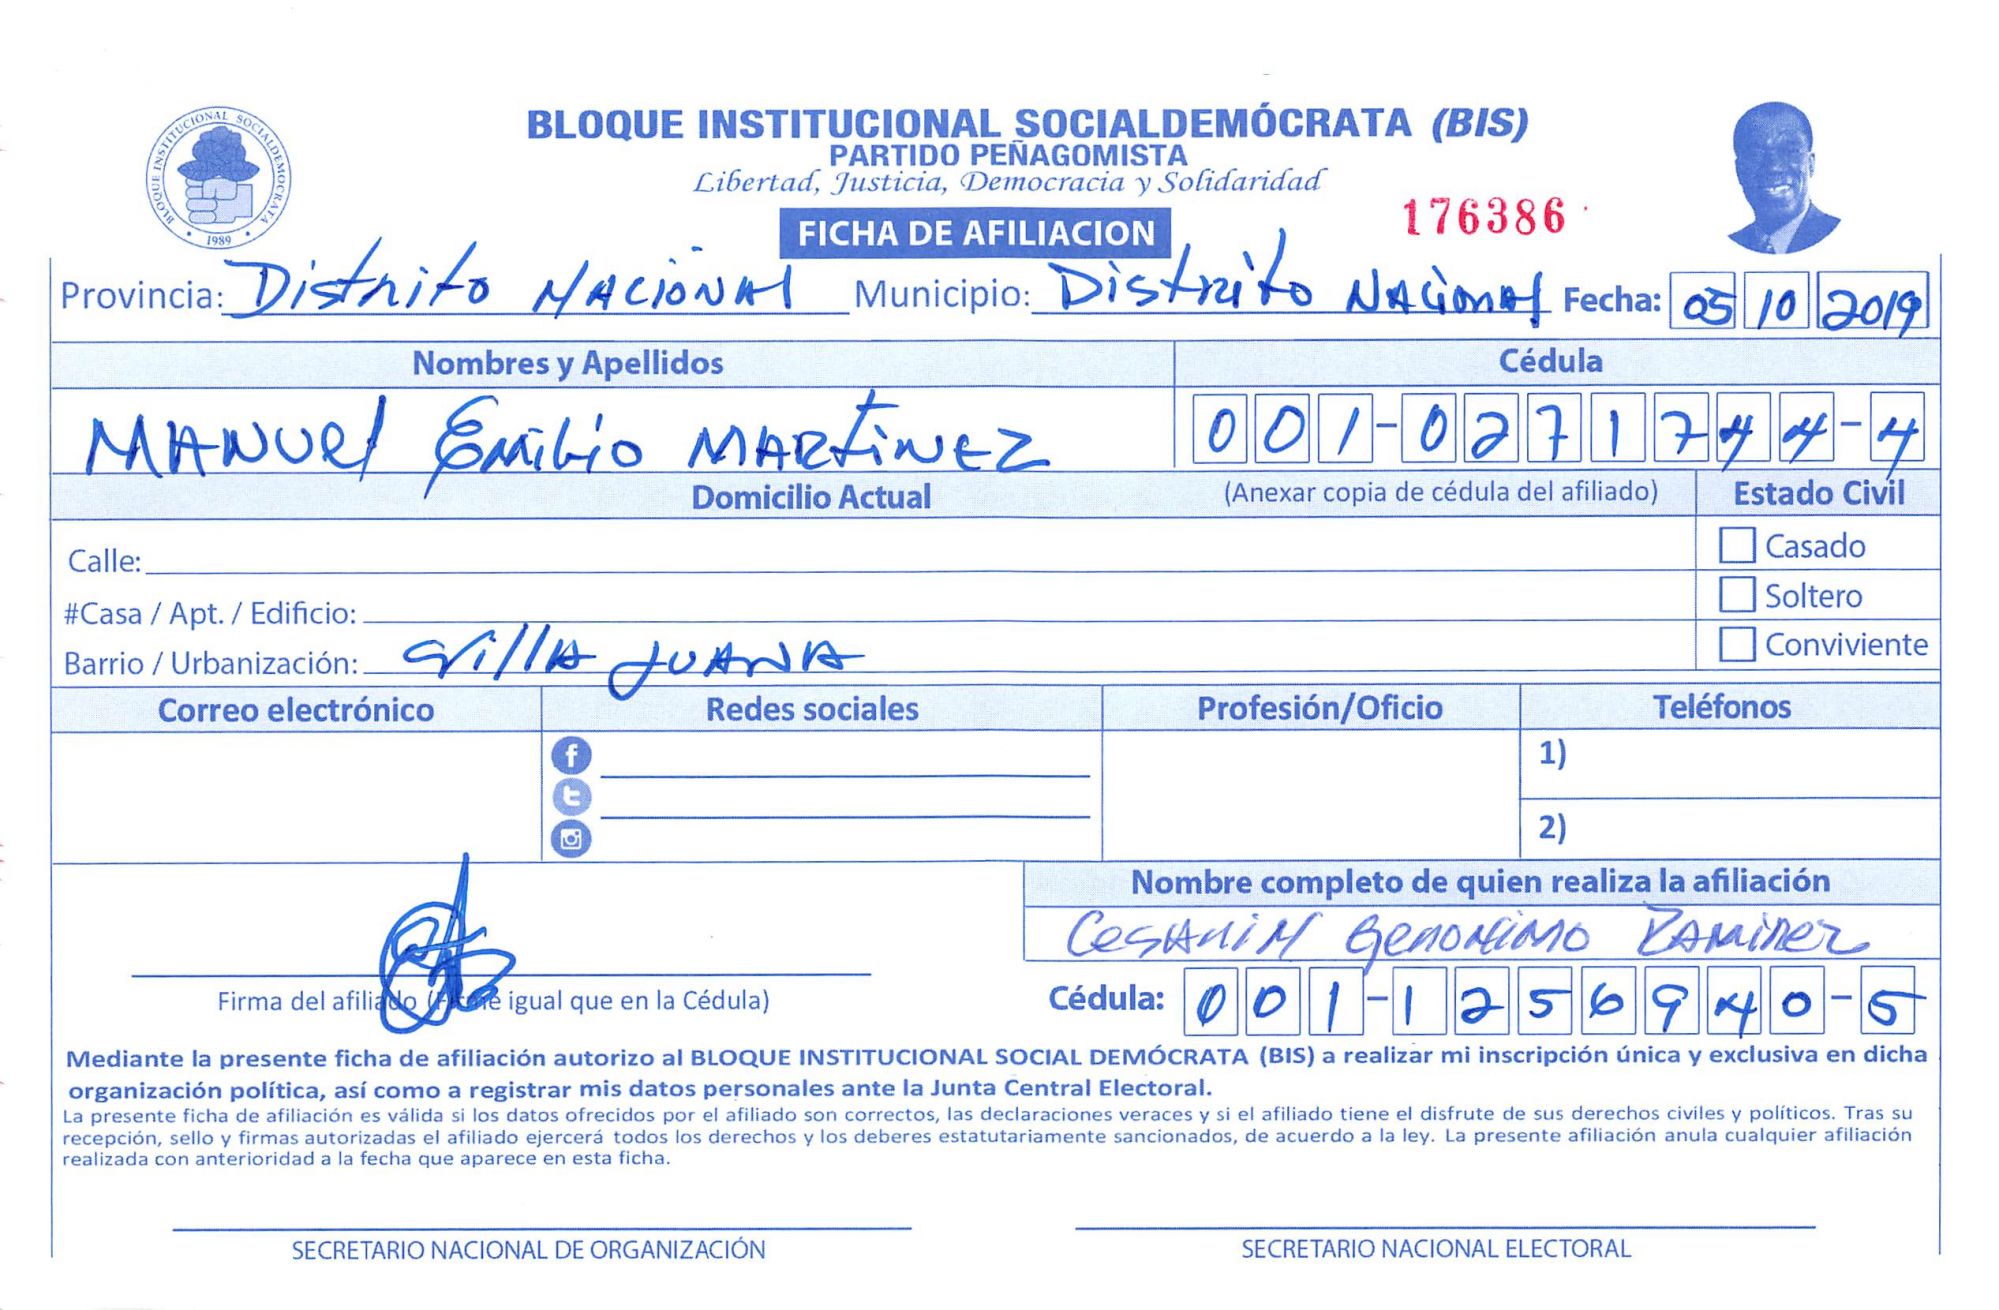 BLOQUE INSTITUCIONAL SOCIALDEMÓCRATA (BIS)
PARTIDO PEÑAGOMISTA
Libertad, Justicia, Democracia y Solidaridad
BLOQUE INSTITUCIONAL SOCIALDEMOCRATA
1989
FICHA DE AFILIACION
176386
Provincia: Distrito NACIONAL Municipio: Distrito NACIONAL Fecha: 05 10 2019
Nombres y Apellidos Cédula
MANUEL Emilio MARTINEZ 001-0271744-4
Domicilio Actual (Anexar copia de cédula del afiliado) Estado Civil
Calle: Casado
#Casa / Apt. / Edificio: Soltero
Barrio / Urbanización: Villa JUANA Conviviente
Correo electrónico Redes sociales Profesión/Oficio Teléfonos
1)
2)
Nombre completo de quien realiza la afiliación
GERONIMO RAMIREZ
Firma del afiliado (Firme igual que en la Cédula) Cédula: 001-1256940-5
Mediante la presente ficha de afiliación autorizo al BLOQUE INSTITUCIONAL SOCIAL DEMÓCRATA (BIS) a realizar mi inscripción única y exclusiva en dicha
organización política, así como a registrar mis datos personales ante la Junta Central Electoral.
La presente ficha de afiliación es válida si los datos ofrecidos por el afiliado son correctos, las declaraciones veraces y si el afiliado tiene el disfrute de sus derechos civiles y políticos. Tras su
recepción, sello y firmas autorizadas el afiliado ejercerá todos los derechos y los deberes estatutariamente sancionados, de acuerdo a la ley. La presente afiliación anula cualquier afiliación
realizada con anterioridad a la fecha que aparece en esta ficha.
SECRETARIO NACIONAL DE ORGANIZACIÓN SECRETARIO NACIONAL ELECTORAL